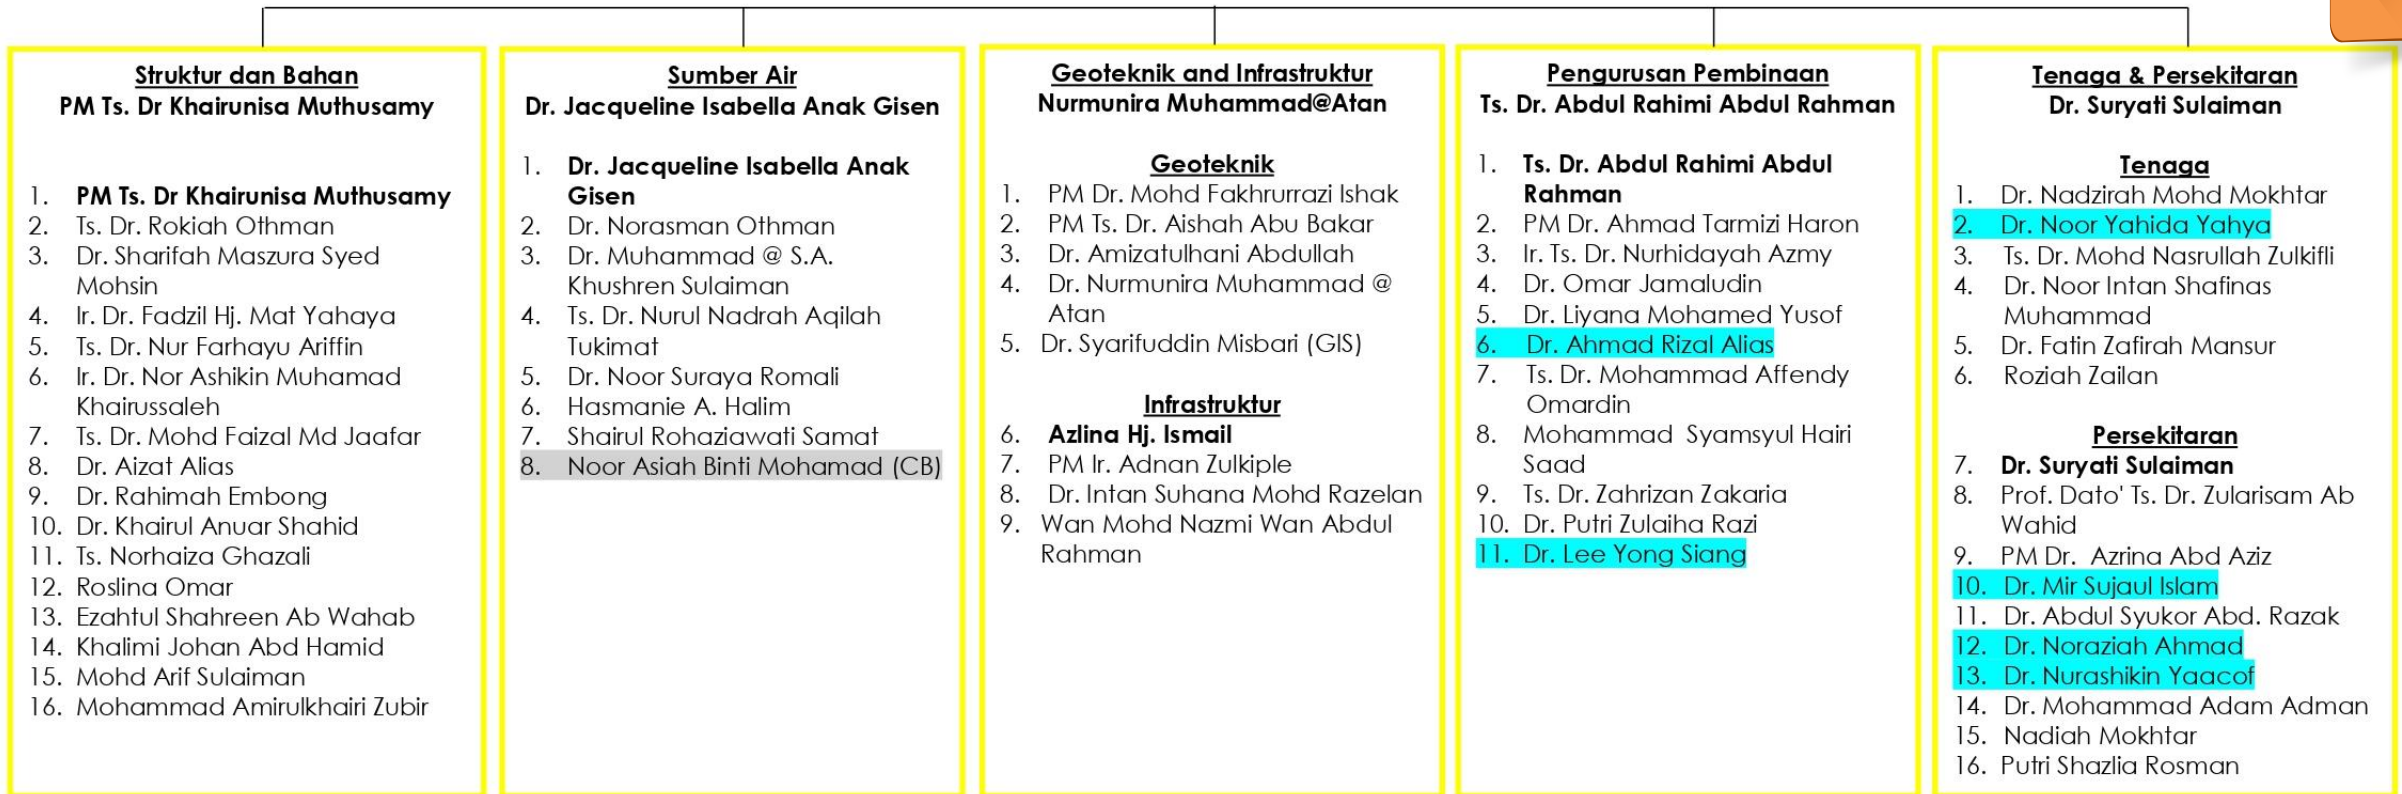 Struktur dan Bahan
PM Ts. Dr Khairunisa Muthusamy
1. PM Ts. Dr Khairunisa Muthusamy
2. Ts. Dr. Rokiah Othman
3. Dr. Sharifah Maszura Syed
Mohsin
4. Ir. Dr. Fadzil Hj. Mat Yahaya
5. Ts. Dr. Nur Farhayu Ariffin
6. Ir. Dr. Nor Ashikin Muhamad
Khairussaleh
7. Ts. Dr. Mohd Faizal Md Jaafar
8. Dr. Aizat Alias
9. Dr. Rahimah Embong
10. Dr. Khairul Anuar Shahid
11. Ts. Norhaiza Ghazali
12. Roslina Omar
13. Ezahtul Shahreen Ab Wahab
14. Khalimi Johan Abd Hamid
15. Mohd Arif Sulaiman
16. Mohammad Amirulkhairi Zubir
Sumber Air
Dr. Jacqueline Isabella Anak Gisen
1. Dr. Jacqueline Isabella Anak
Gisen
2. Dr. Norasman Othman
3. Dr. Muhammad @ S.A.
Khushren Sulaiman
4. Ts. Dr. Nurul Nadrah Aqilah
Tukimat
5. Dr. Noor Suraya Romali
6. Hasmanie A. Halim
7. Shairul Rohaziawati Samat
8. Noor Asiah Binti Mohamad (CB)
Geoteknik and Infrastruktur
Nurmunira Muhammad@Atan
Geoteknik
1. PM Dr. Mohd Fakhrurrazi Ishak
2. PM Ts. Dr. Aishah Abu Bakar
3. Dr. Amizatulhani Abdullah
4. Dr. Nurmunira Muhammad @
Atan
5. Dr. Syarifuddin Misbari (GIS)
Infrastruktur
6. Azlina Hj. Ismail
7. PM Ir. Adnan Zulkiple
8. Dr. Intan Suhana Mohd Razelan
9. Wan Mohd Nazmi Wan Abdul
Rahman
Pengurusan Pembinaan
Ts. Dr. Abdul Rahimi Abdul Rahman
1. Ts. Dr. Abdul Rahimi Abdul
Rahman
2. PM Dr. Ahmad Tarmizi Haron
3. Ir. Ts. Dr. Nurhidayah Azmy
4. Dr. Omar Jamaludin
5. Dr. Liyana Mohamed Yusof
6. Dr. Ahmad Rizal Alias
7. Ts. Dr. Mohammad Affendy
Omardin
8. Mohammad Syamsyul Hairi
Saad
9. Ts. Dr. Zahrizan Zakaria
10. Dr. Putri Zulaiha Razi
11. Dr. Lee Yong Siang
Tenaga & Persekitaran
Dr. Suryati Sulaiman
Tenaga
1. Dr. Nadzirah Mohd Mokhtar
2. Dr. Noor Yahida Yahya
3. Ts. Dr. Mohd Nasrullah Zulkifli
4. Dr. Noor Intan Shafinas
Muhammad
5. Dr. Fatin Zafirah Mansur
6. Roziah Zailan
Persekitaran
7. Dr. Suryati Sulaiman
8. Prof. Dato' Ts. Dr. Zularisam Ab
Wahid
9. PM Dr. Azrina Abd Aziz
10. Dr. Mir Sujaul Islam
11. Dr. Abdul Syukor Abd. Razak
12. Dr. Noraziah Ahmad
13. Dr. Nurashikin Yaacof
14. Dr. Mohammad Adam Adman
15. Nadiah Mokhtar
16. Putri Shazlia Rosman